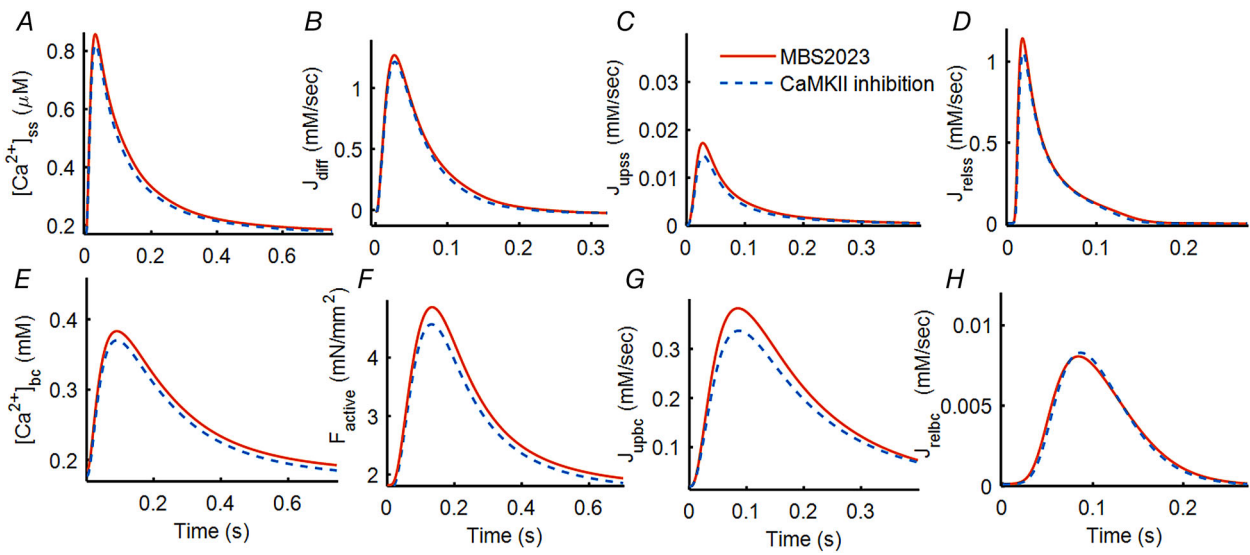 A
[Ca2+]ss (μM)
0.8
0.6
0.4
0.2
0 0.2 0.4 0.6
B
Jdiff (mM/sec)
1
0.5
0
0 0.1 0.2 0.3
C
Jupss (mM/sec)
0.03
0.02
0.01
0
0 0.1 0.2 0.3
MBS2023
CaMKII inhibition
D
Jrelss (mM/sec)
1
0.5
0
0 0.1 0.2
E
[Ca2+]bc (mM)
0.4
0.3
0.2
0.2 0.4 0.6
Time (s)
F
Factive (mN/mm2)
4
3
2
0 0.2 0.4 0.6
Time (s)
G
Jupbc (mM/sec)
0.3
0.2
0.1
0 0.1 0.2 0.3
Time (s)
H
Jrelbc (mM/sec)
0.01
0.005
0
0 0.1 0.2
Time (s)